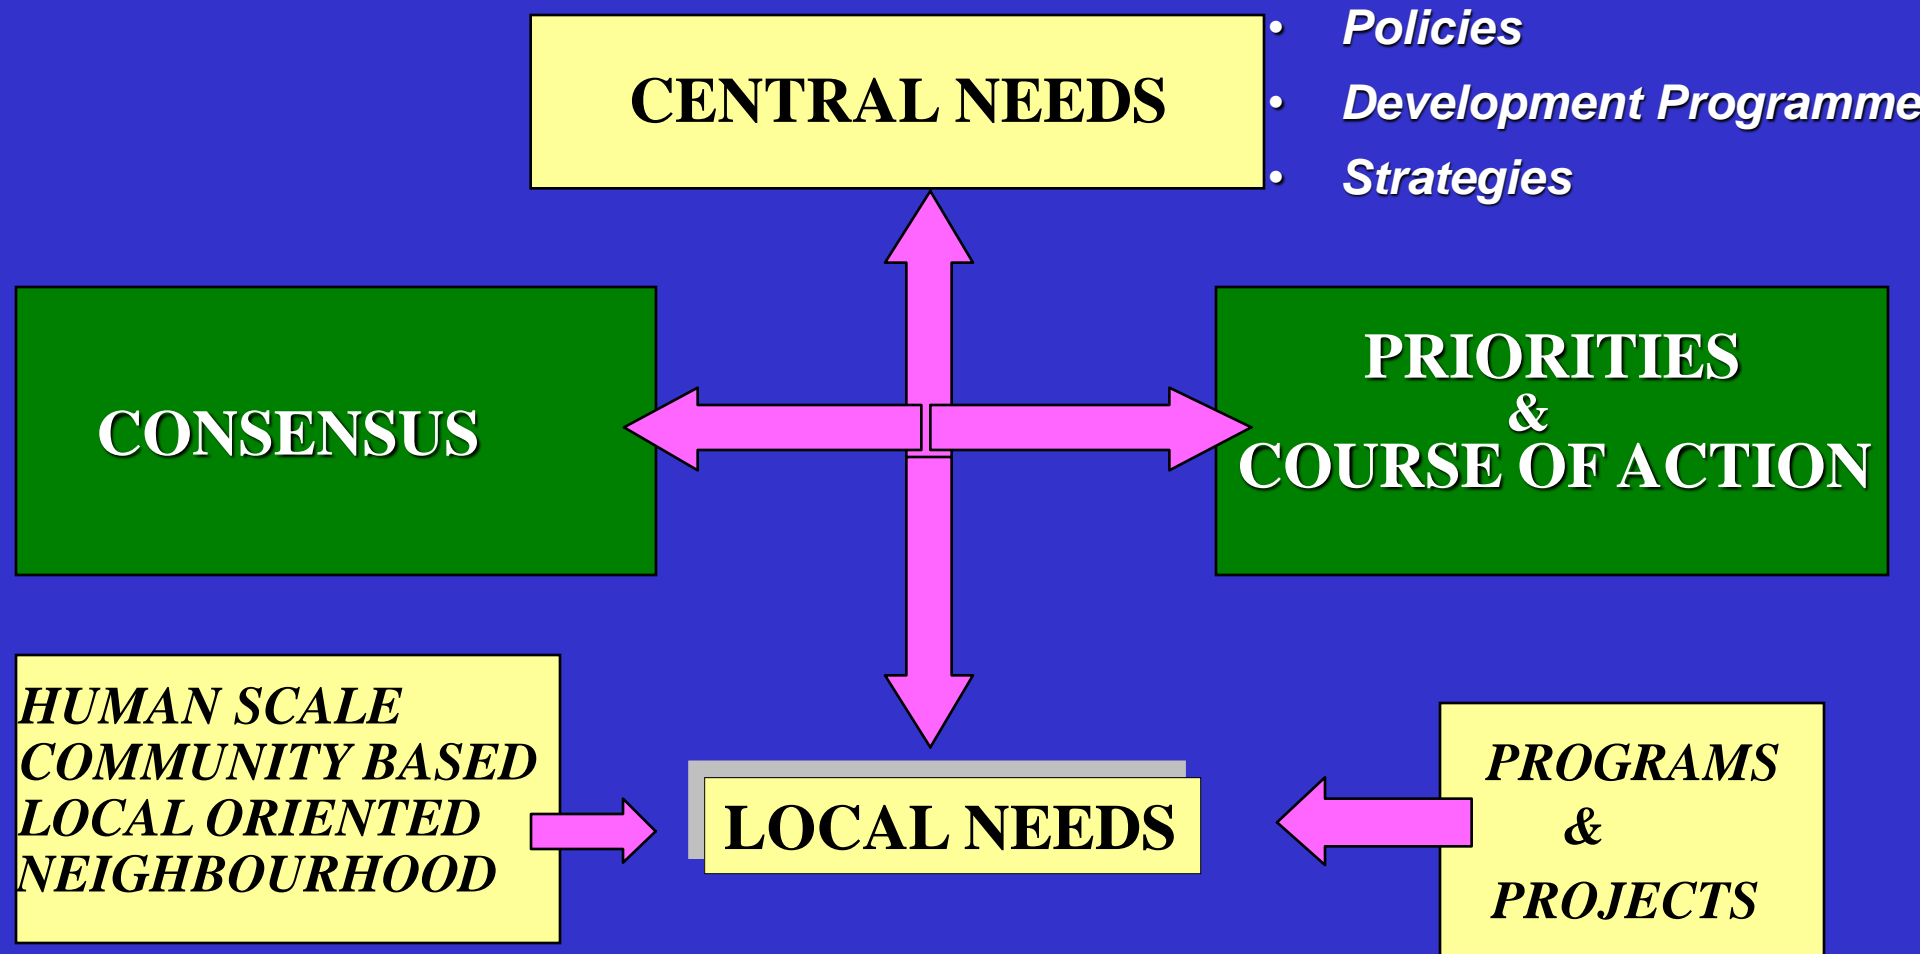 CENTRAL NEEDS
• Policies
• Development Programme
• Strategies
CONSENSUS
PRIORITIES
&
COURSE OF ACTION
HUMAN SCALE
COMMUNITY BASED
LOCAL ORIENTED
NEIGHBOURHOOD
LOCAL NEEDS
PROGRAMS
&
PROJECTS